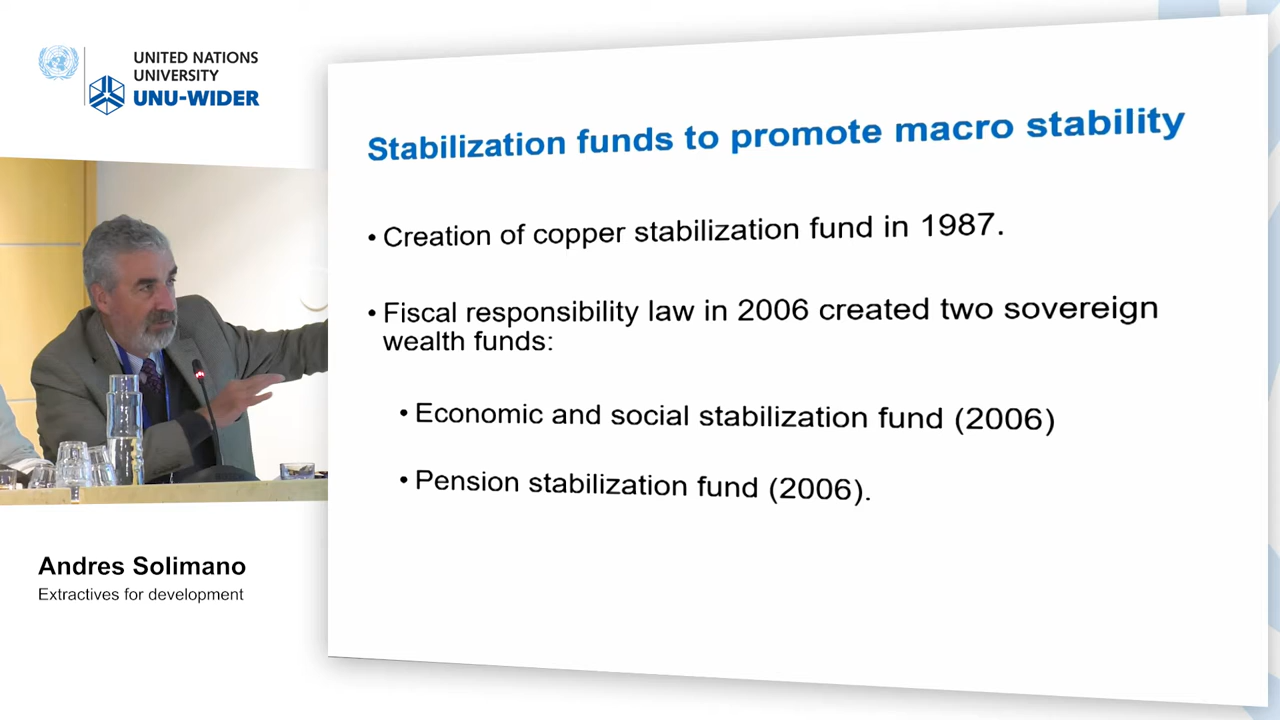 UNITED NATIONS
UNIVERSITY
UNU-WIDER
Stabilization funds to promote macro stability
• Creation of copper stabilization fund in 1987.
• Fiscal responsibility law in 2006 created two sovereign
wealth funds:
• Economic and social stabilization fund (2006)
• Pension stabilization fund (2006).
Andres Solimano
Extractives for development